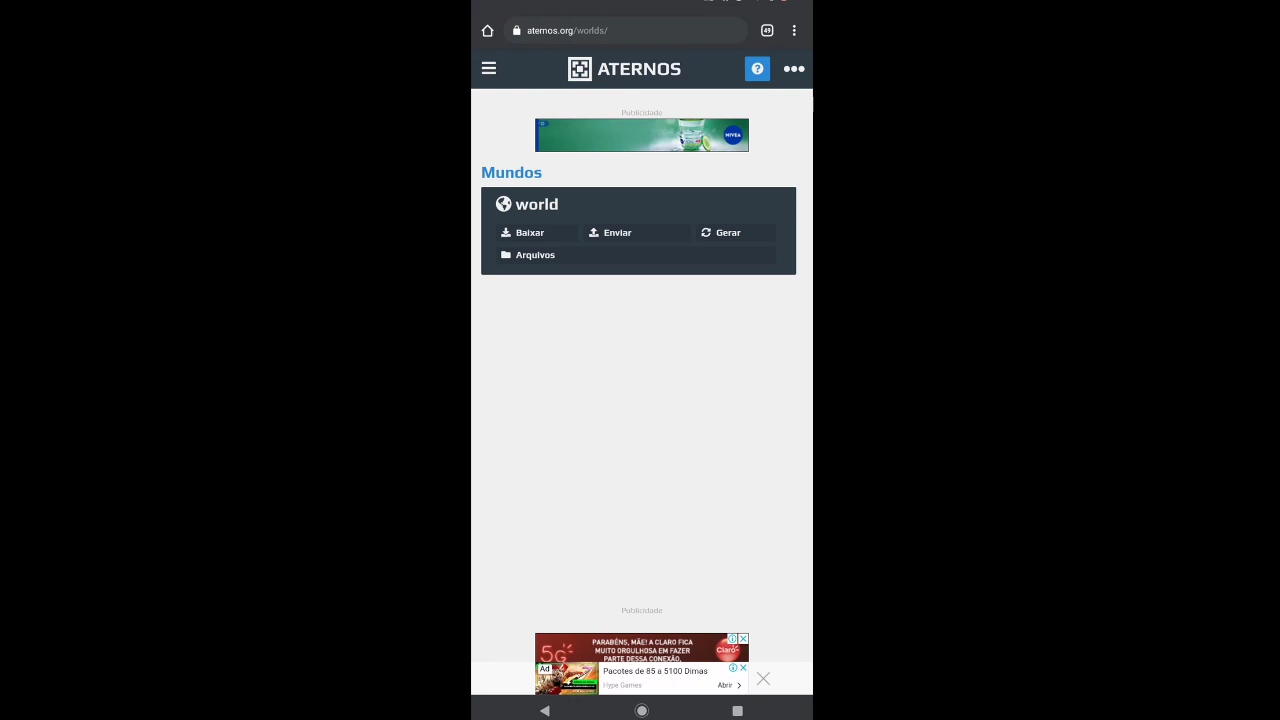 aternos.org/worlds/
49
ATERNOS
Publicidade
NIVEA
Mundos
world
Baixar
Enviar
Gerar
Arquivos
Publicidade
5G
PARABÉNS, MÃE! A CLARO FICA
MUITO ORGULHOSA EM FAZER
PARTE DESSA CONEXÃO,
Claro
Ad
Pacotes de 85 a 5100 Dimas
Hype Games
Abrir